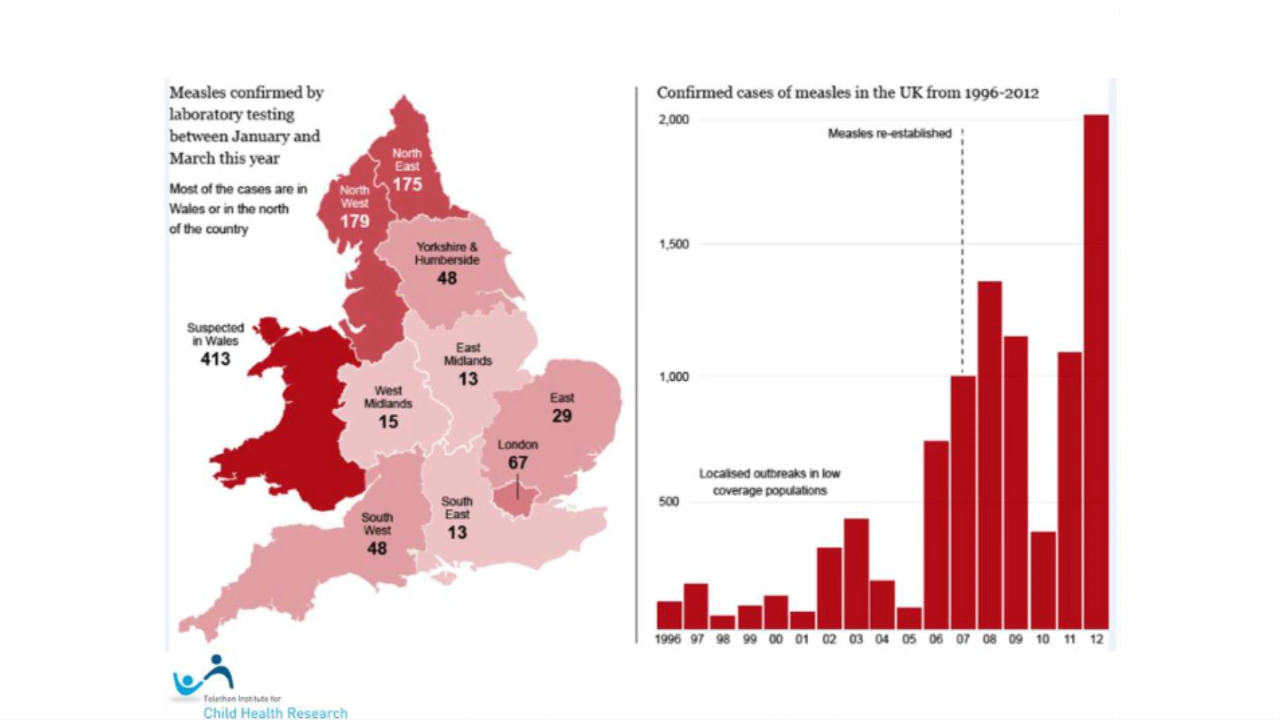 Measles confirmed by
laboratory testing
between January and
March this year
Most of the cases are in
Wales or in the north
of the country
North
East
175
North
West
179
Yorkshire &
Humberside
48
Suspected
in Wales
413
East
Midlands
13
West
Midlands
15
East
29
London
67
South
East
13
South
West
48
Confirmed cases of measles in the UK from 1996-2012
2,000
Measles re-established
1,500
1,000
Localised outbreaks in low
coverage populations
500
1996 97 98 99 00 01 02 03 04 05 06 07 08 09 10 11 12
Telethon Institute for
Child Health Research